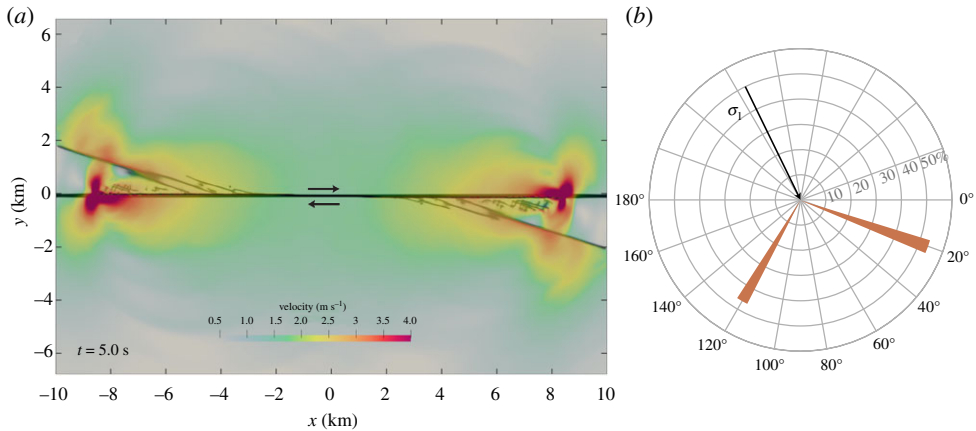 (a)
6
4
2
0
−2
−4
−6
y (km)
velocity (m s⁻¹)
0.5 1.0 1.5 2.0 2.5 3.0 3.5 4.0
t = 5.0 s
−10 −8 −6 −4 −2 0 2 4 6 8 10
x (km)
(b)
σ₁
10 20 30 40 50%
180° 0°
160° 20°
140° 40°
120° 60°
100° 80°